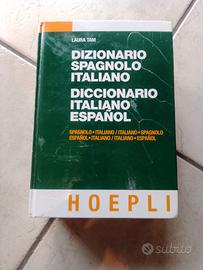 LAURA TAM
DIZIONARIO
SPAGNOLO
ITALIANO
DICCIONARIO
ITALIANO
ESPAÑOL
SPAGNOLO • ITALIANO / ITALIANO • SPAGNOLO
ESPAÑOL • ITALIANO / ITALIANO • ESPAÑOL
HOEPLI
subito